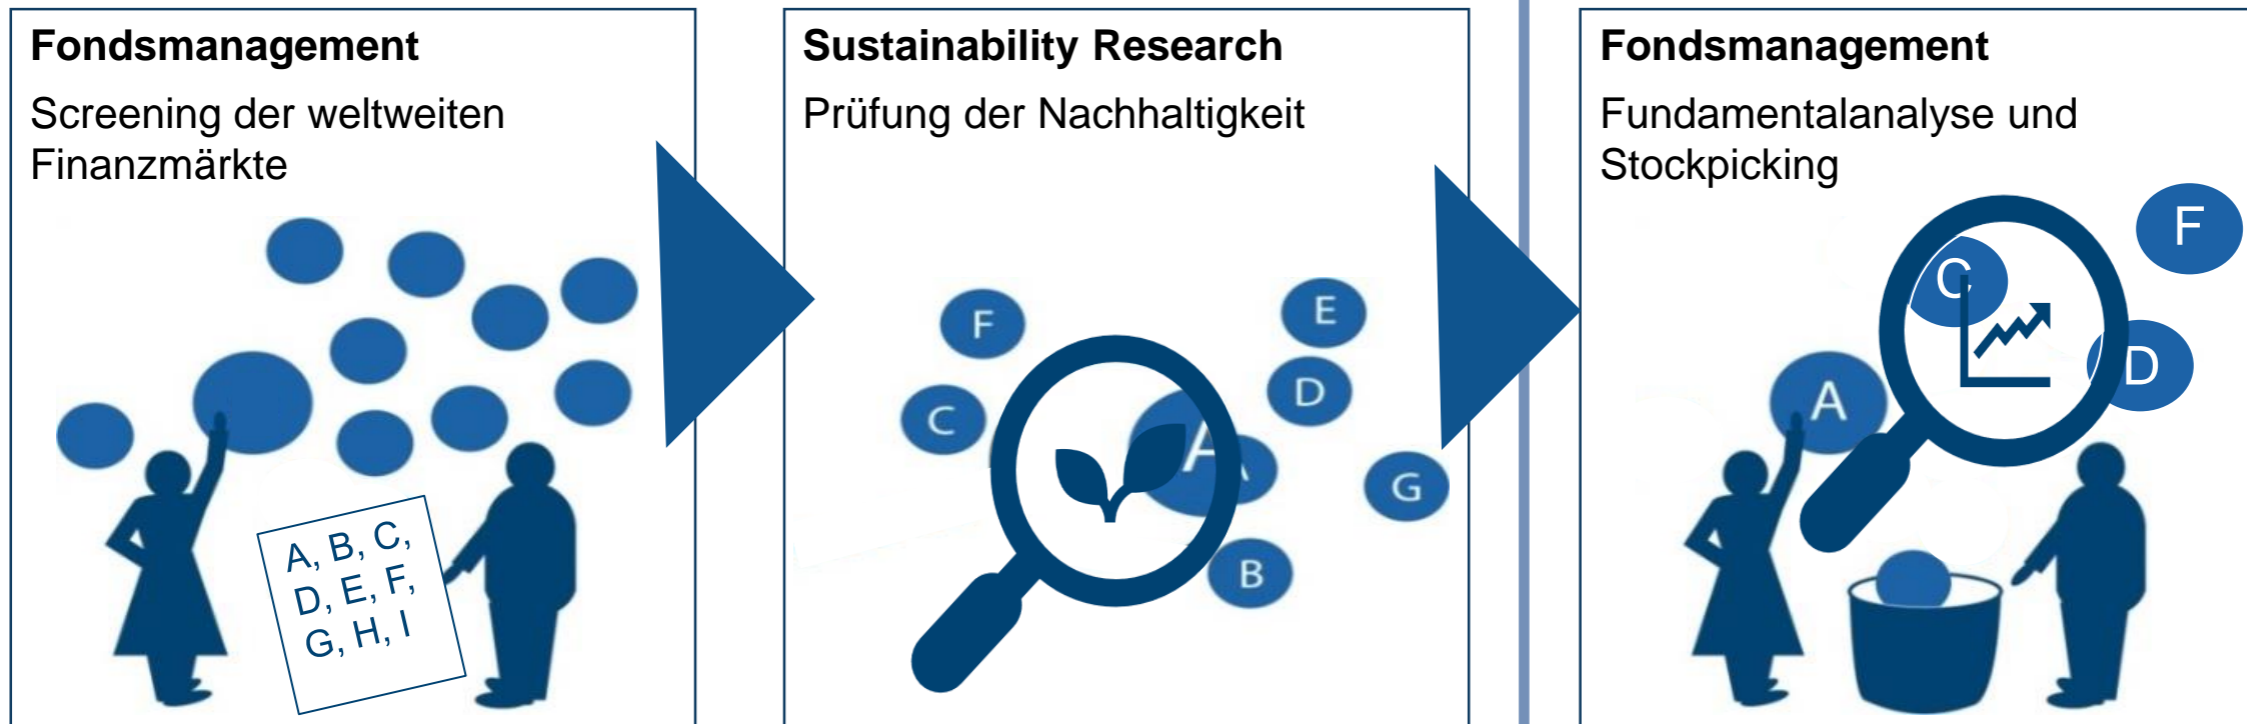 Fondsmanagement
Screening der weltweiten
Finanzmärkte
A, B, C,
D, E, F,
G, H, I
Sustainability Research
Prüfung der Nachhaltigkeit
F
E
D
C
A
A
G
B
Fondsmanagement
Fundamentalanalyse und
Stockpicking
F
C
D
A